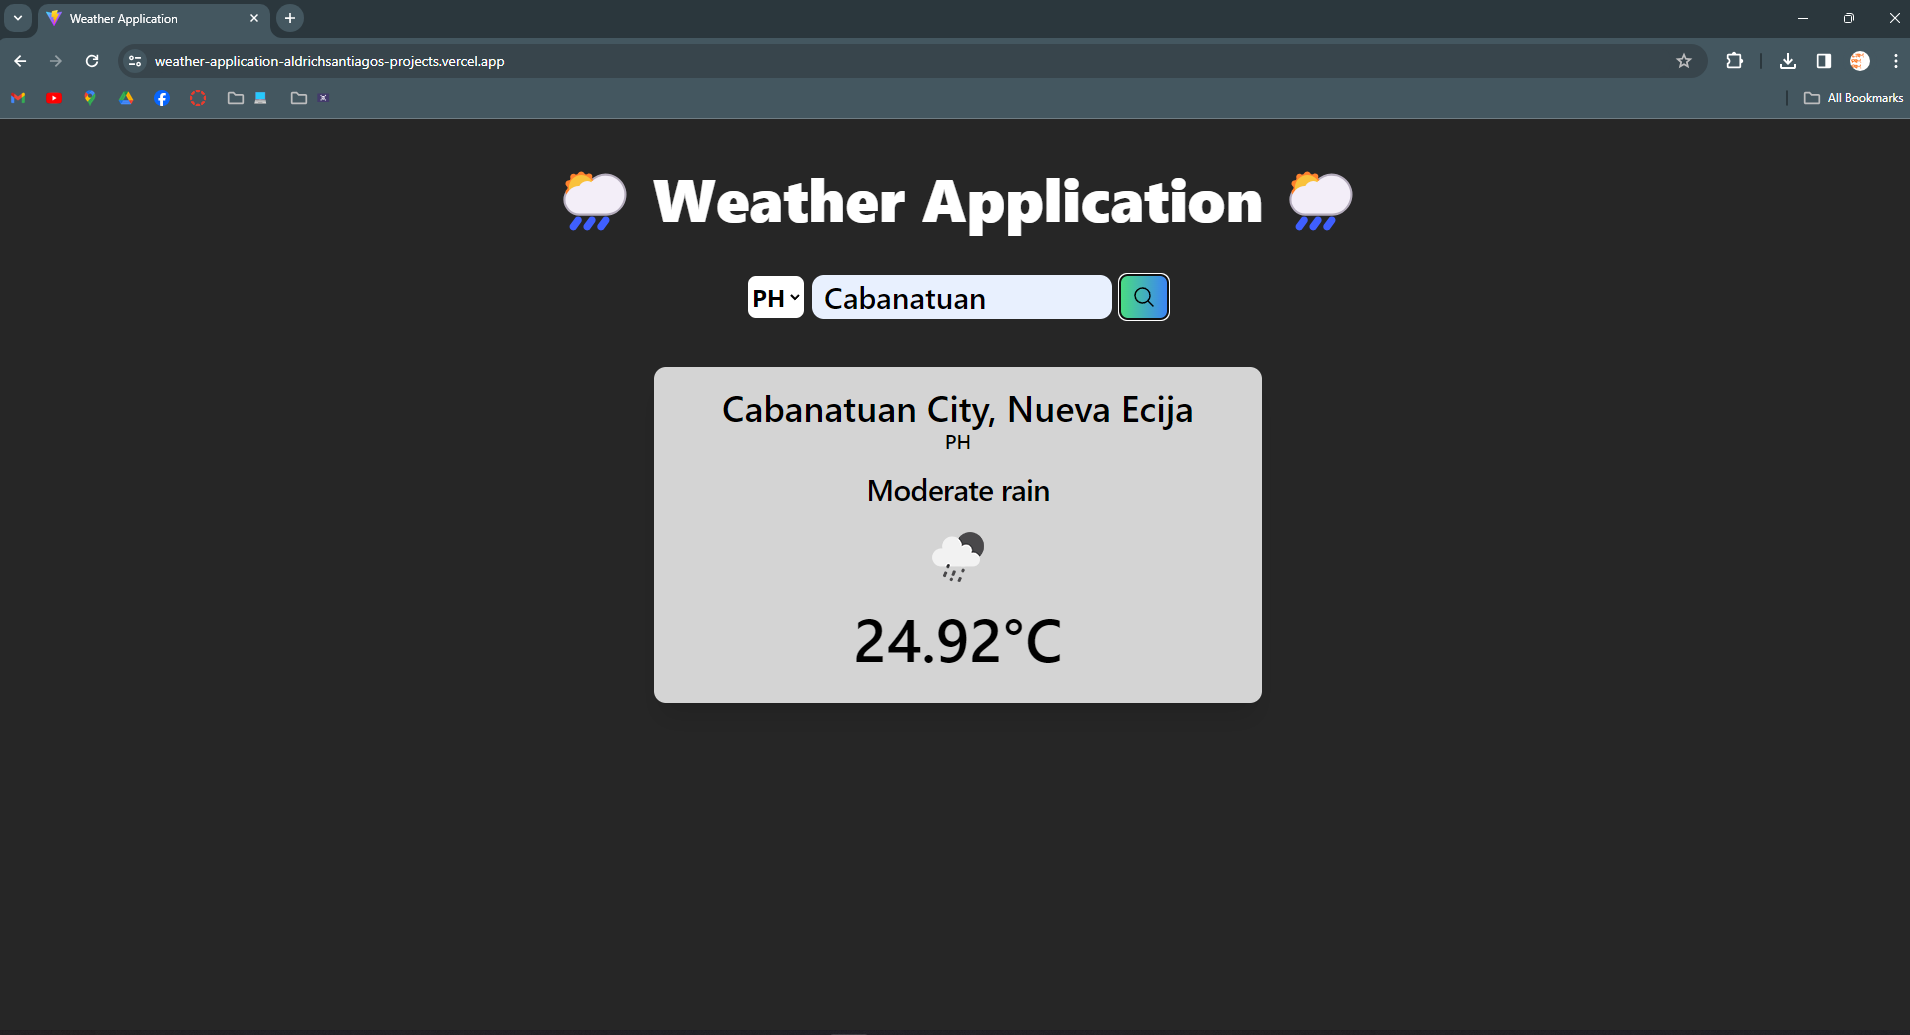 Weather Application
weather-application-aldrichsantiagos-projects.vercel.app
All Bookmarks
Weather Application
PH Cabanatuan
Cabanatuan City, Nueva Ecija
PH
Moderate rain
24.92°C